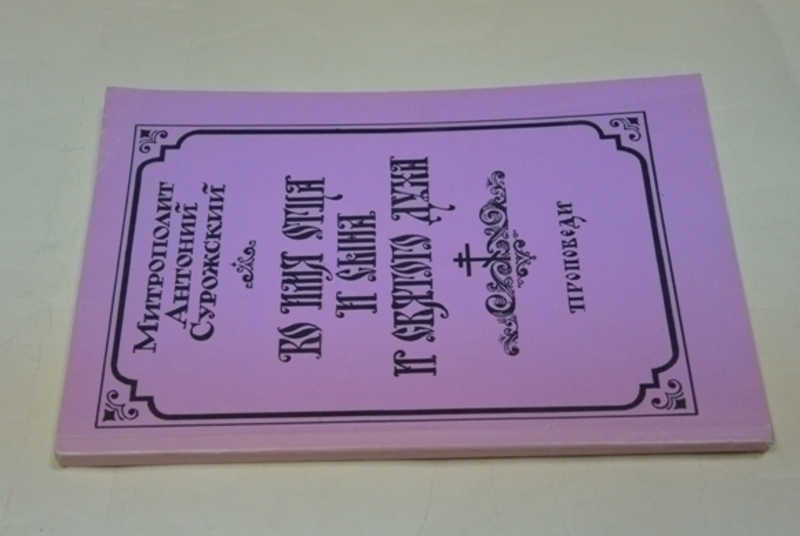 Митрополит
Антоний
Сурожский
Во имя Отца
и Сына
и Святого Духа
Проповеди